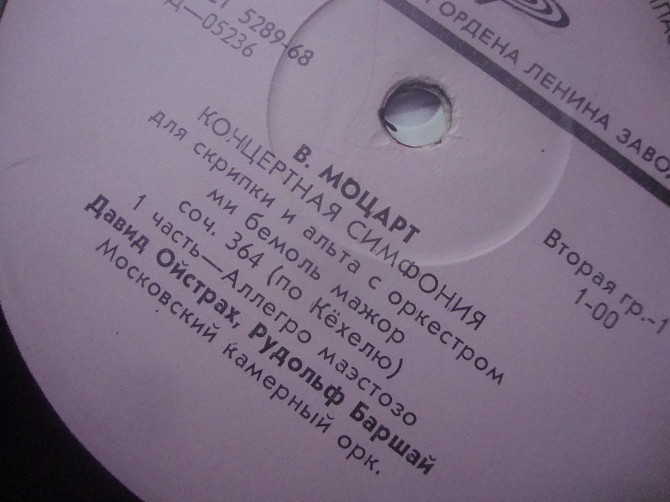 ОРДЕНА ЛЕНИНА ЗАВОД
5289-68
Д—05236
Вторая гр.—1
1-00
В. МОЦАРТ
КОНЦЕРТНАЯ СИМФОНИЯ
для скрипки и альта с оркестром
ми бемоль мажор
соч. 364 (по Кёхелю)
1 часть—Аллегро маэстозо
Давид Ойстрах, Рудольф Баршай
Московский камерный орк.